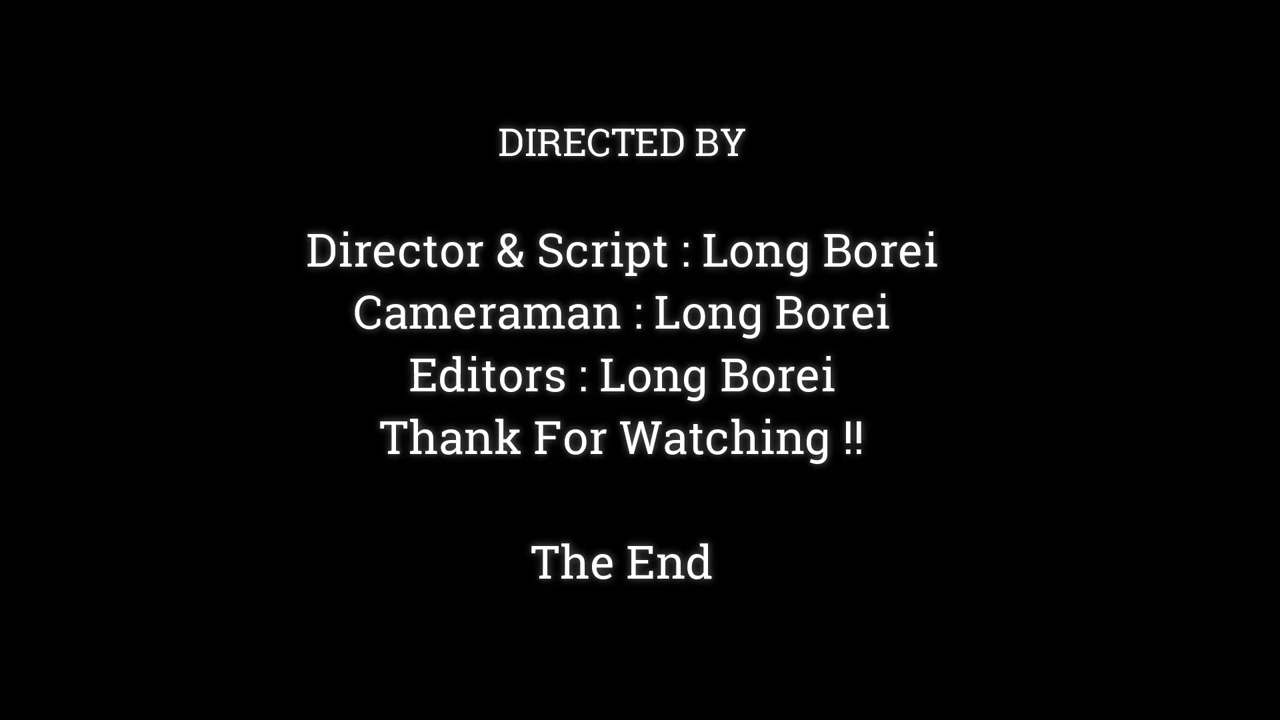 DIRECTED BY
Director & Script : Long Borei
Cameraman : Long Borei
Editors : Long Borei
Thank For Watching !!
The End